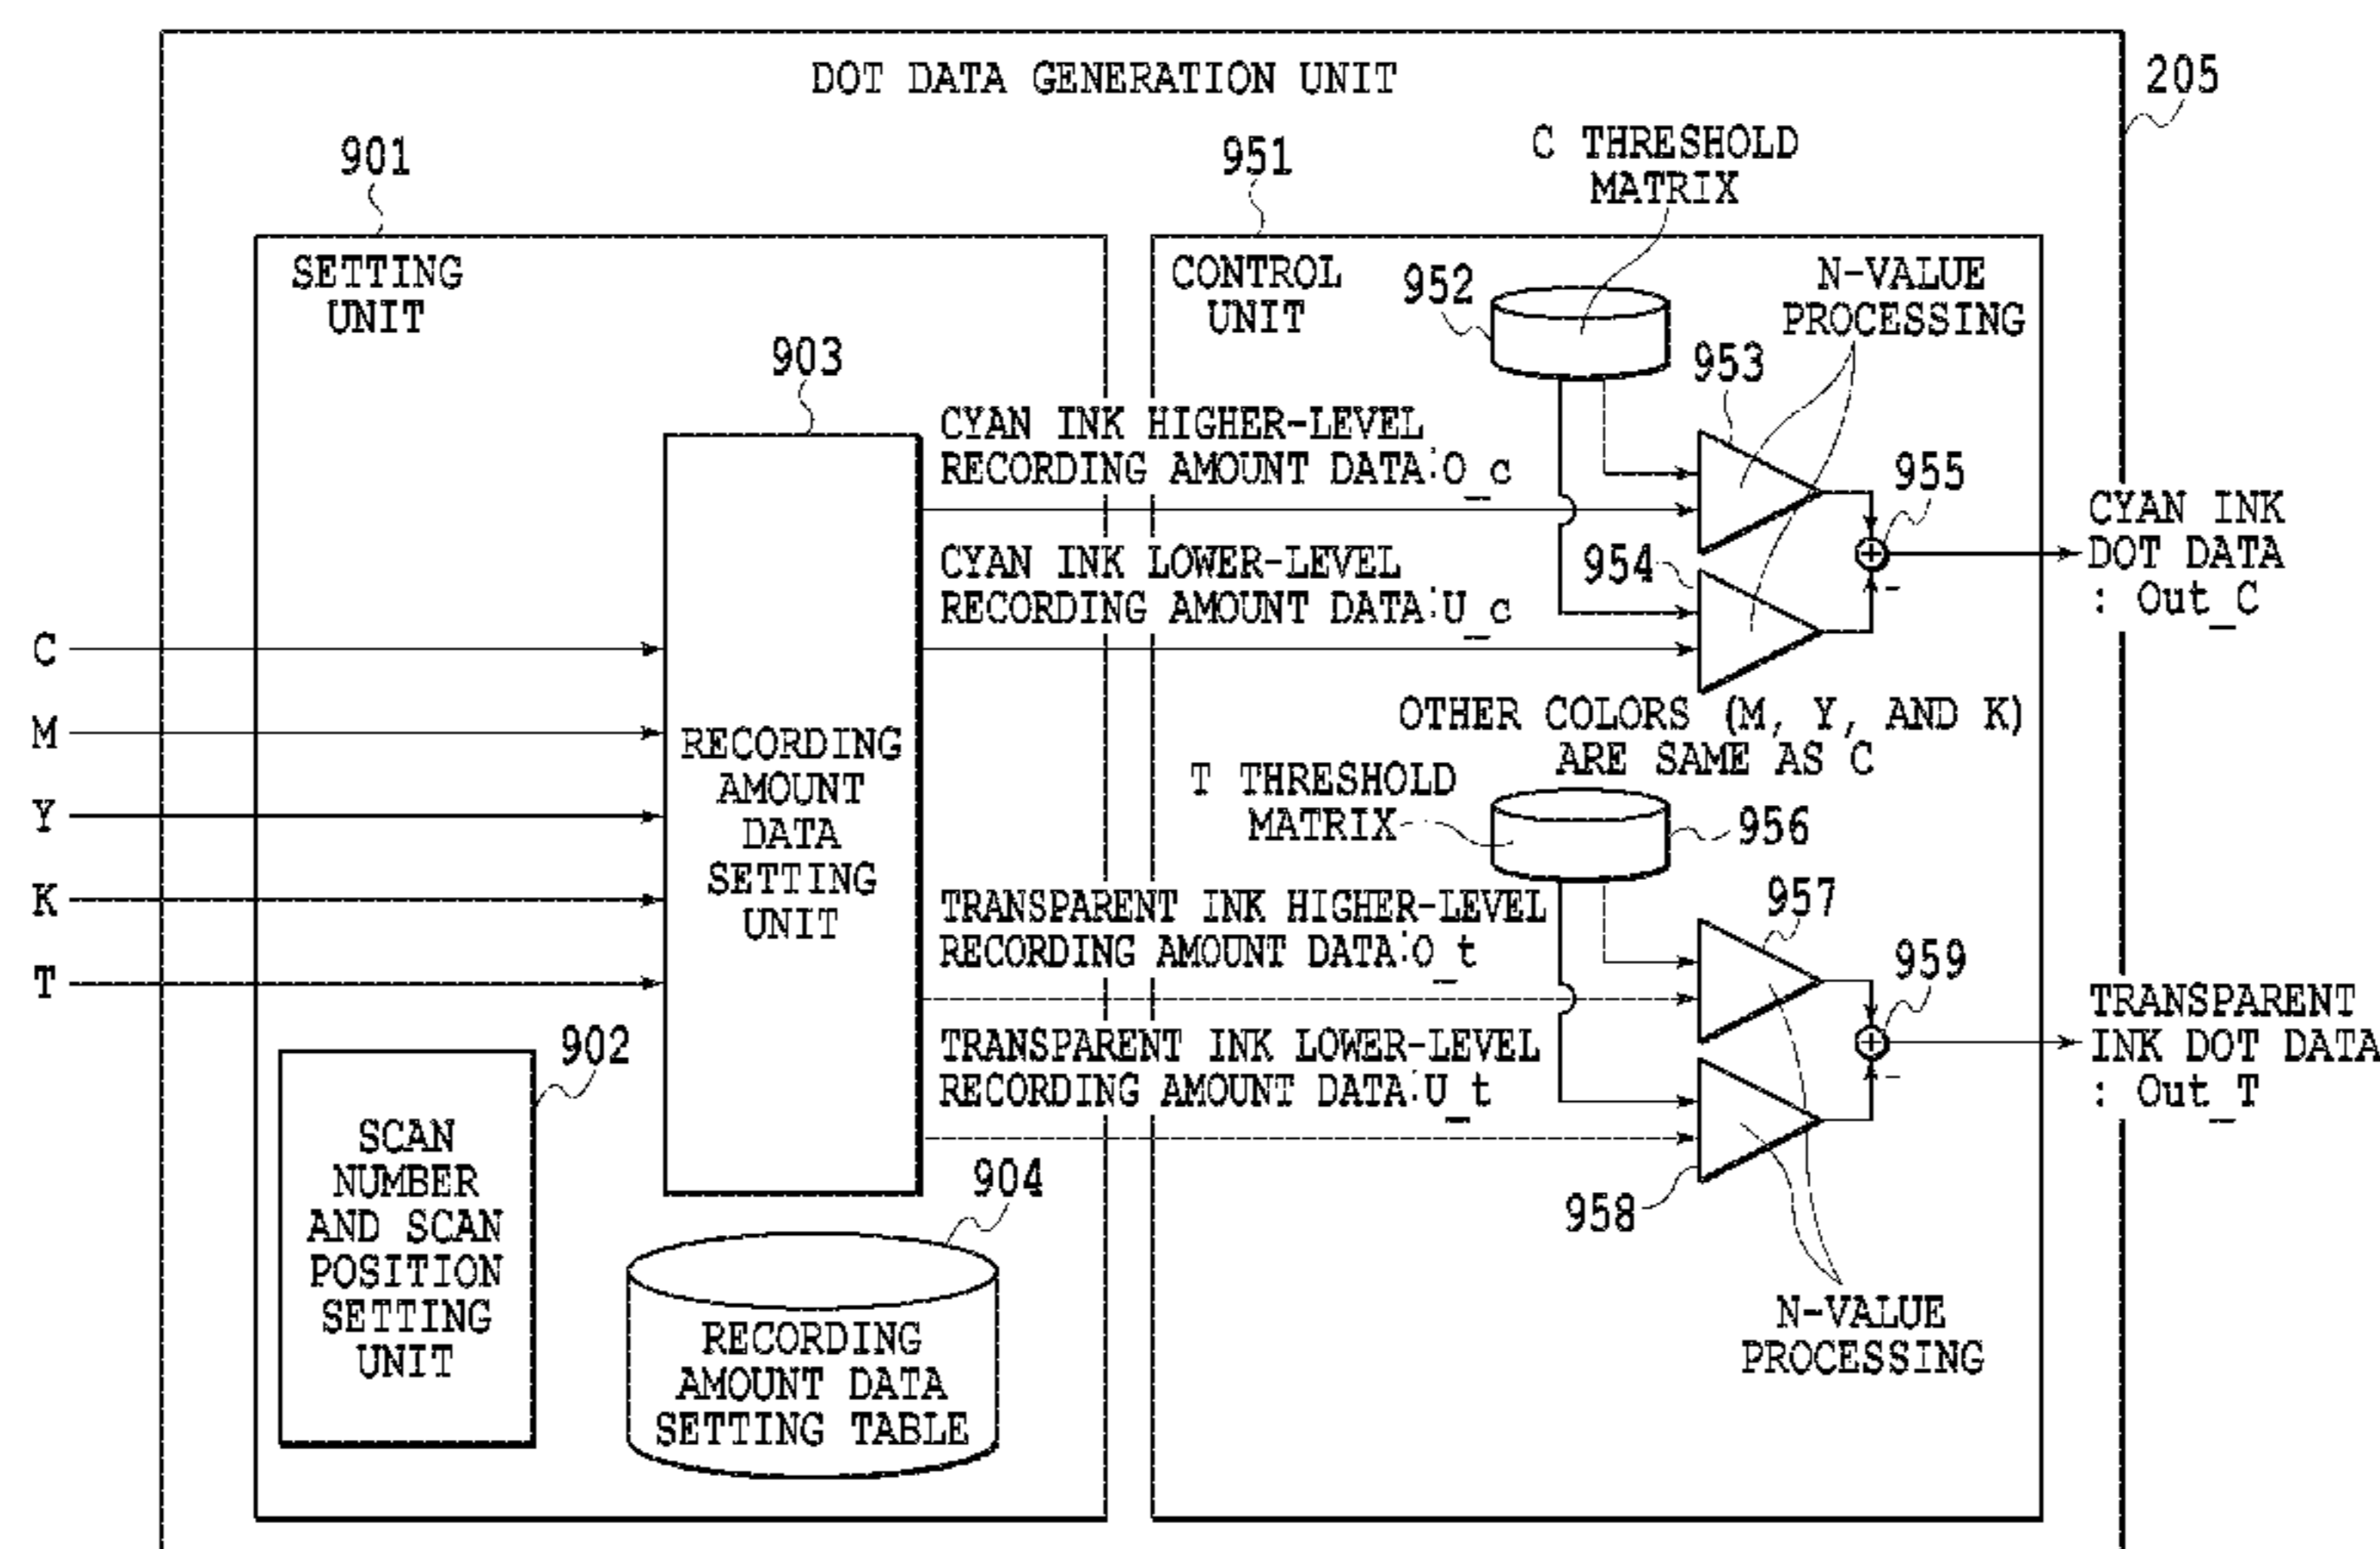 DOT DATA GENERATION UNIT
205
901
951
C THRESHOLD
MATRIX
SETTING
UNIT
CONTROL
UNIT
952
N-VALUE
PROCESSING
903
953
CYAN INK HIGHER-LEVEL
RECORDING AMOUNT DATA:O_c
955
CYAN INK
DOT DATA
: Out_C
CYAN INK LOWER-LEVEL
RECORDING AMOUNT DATA:U_c
954
C
M
Y
K
T
RECORDING
AMOUNT
DATA
SETTING
UNIT
OTHER COLORS (M, Y, AND K)
ARE SAME AS C
T THRESHOLD
MATRIX
956
TRANSPARENT INK HIGHER-LEVEL
RECORDING AMOUNT DATA:O_t
957
959
TRANSPARENT
INK DOT DATA
: Out_T
TRANSPARENT INK LOWER-LEVEL
RECORDING AMOUNT DATA:U_t
902
SCAN
NUMBER
AND SCAN
POSITION
SETTING
UNIT
904
958
RECORDING
AMOUNT DATA
SETTING TABLE
N-VALUE
PROCESSING
-
-